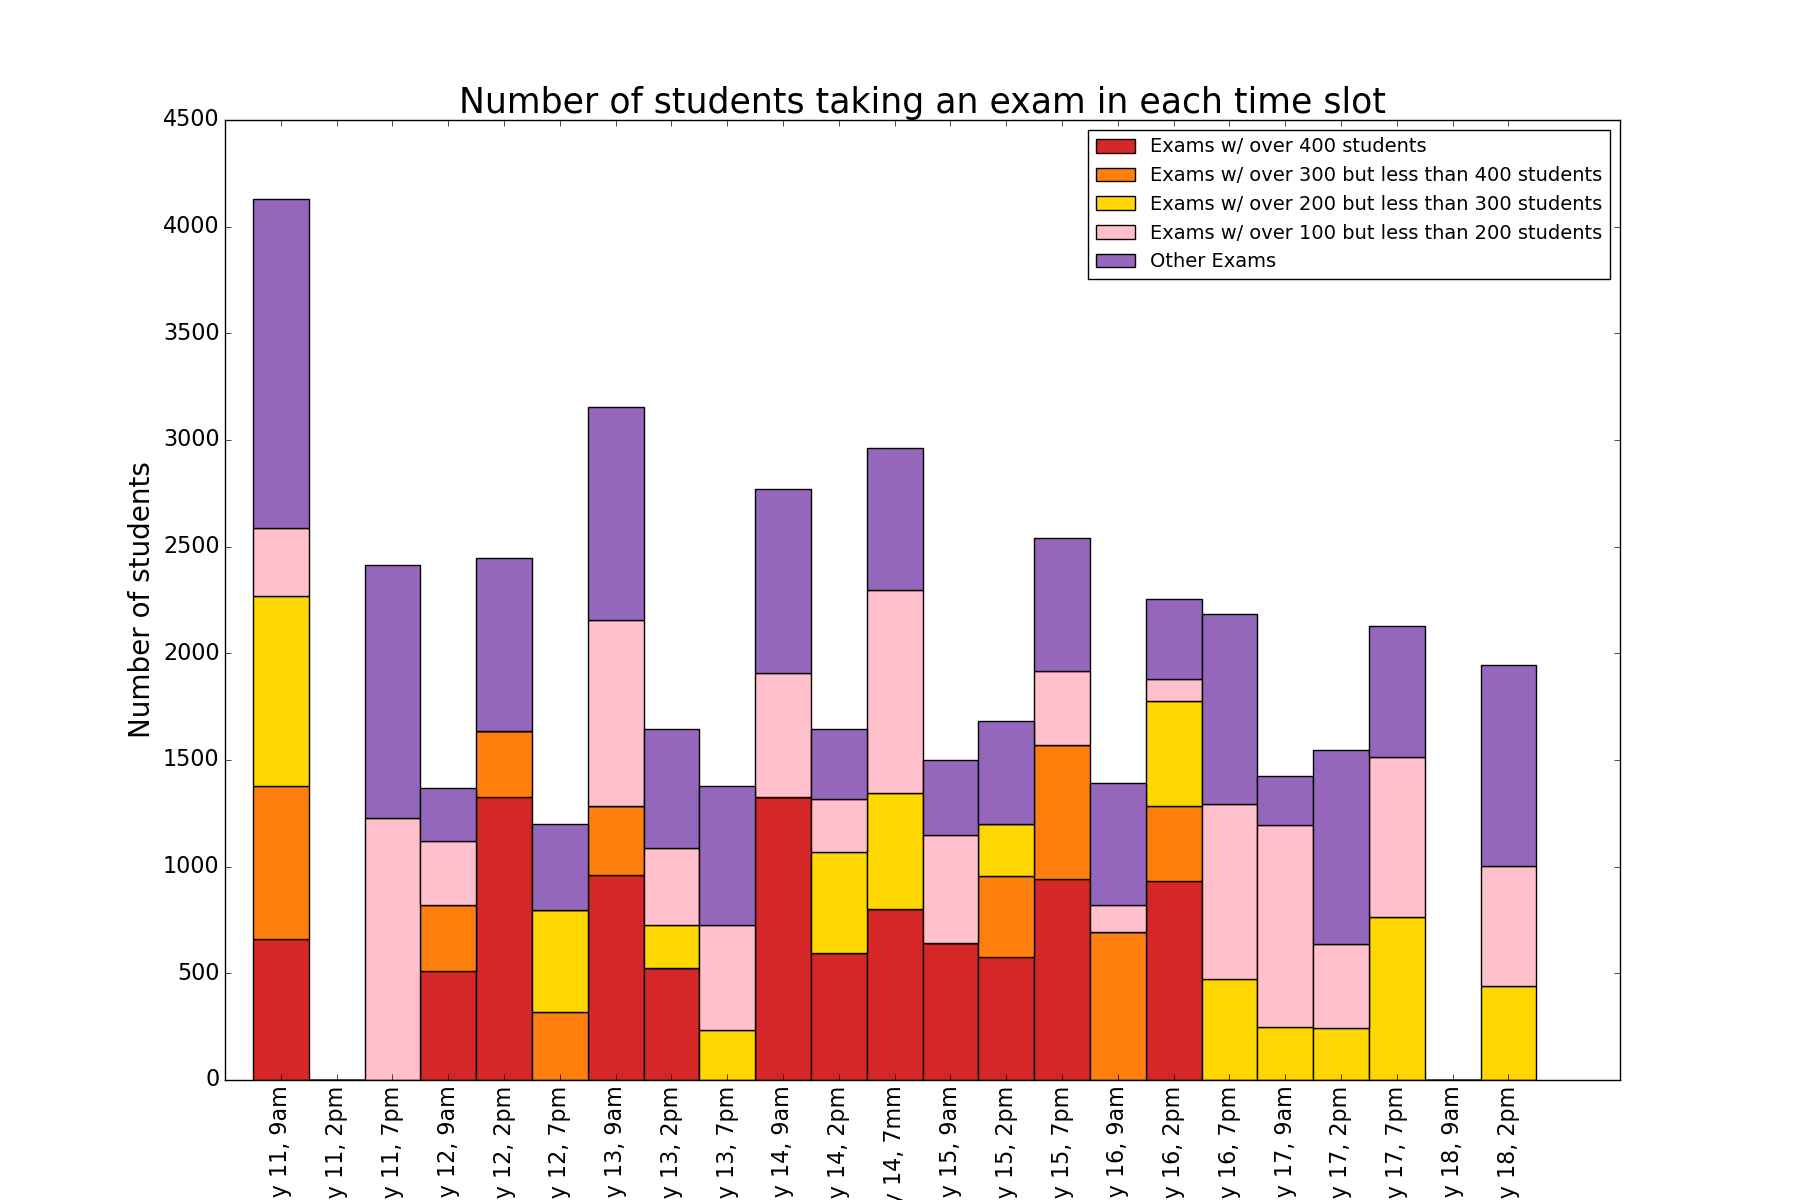 Number of students taking an exam in each time slot
Exams w/ over 400 students
Exams w/ over 300 but less than 400 students
Exams w/ over 200 but less than 300 students
Exams w/ over 100 but less than 200 students
Other Exams
Number of students
4500
4000
3500
3000
2500
2000
1500
1000
500
0
y 11, 9am
y 11, 2pm
y 11, 7pm
y 12, 9am
y 12, 2pm
y 12, 7pm
y 13, 9am
y 13, 2pm
y 13, 7pm
y 14, 9am
y 14, 2pm
y 14, 7mm
y 15, 9am
y 15, 2pm
y 15, 7pm
y 16, 9am
y 16, 2pm
y 16, 7pm
y 17, 9am
y 17, 2pm
y 17, 7pm
y 18, 9am
y 18, 2pm